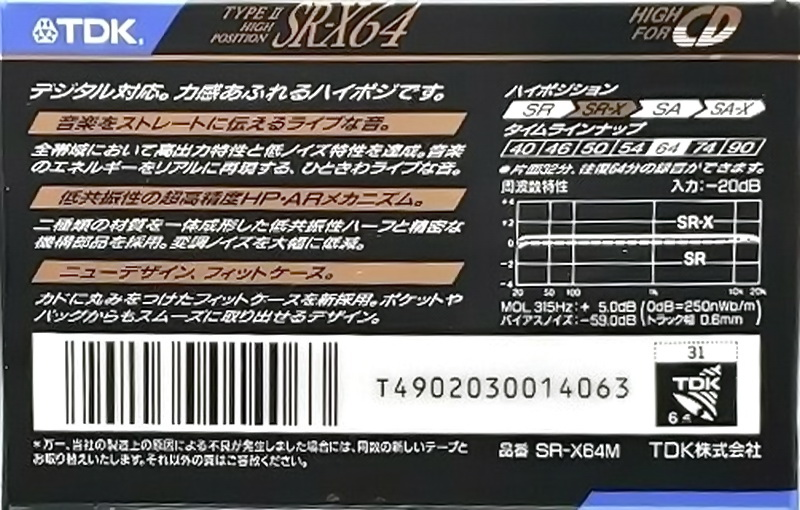 TDK
TYPE II
HIGH
POSITION
SR-X64
HIGH
FOR CD
デジタル対応。力感あふれるハイポジです。
音楽をストレートに伝えるライブな音。
全帯域において高出力特性と低ノイズ特性を達成。音楽
のエネルギーをリアルに再現する、ひときわライブな音。
低共振性の超高精度HP・ARメカニズム。
二種類の材質を一体成形した低共振性ハーフと精密な
機構部品を採用。変調ノイズを大幅に低減。
ニューデザイン、フィットケース。
カドに丸みをつけたフィットケースを新採用。ポケットや
バッグからもスムーズに取り出せるデザイン。
ハイポジション
SR SR-X SA SA-X
タイムラインナップ
40 46 50 54 64 74 90
●片面32分、往復64分の録音ができます。
周波数特性 入力:−20dB
+4
+2
0
−2
−4
SR-X
SR
20 50 100 1k 10k 20k
MOL 315Hz:+ 5.0dB (0dB=250nWb/m)
バイアスノイズ:−59.0dB (トラック幅 0.6mm)
T4902030014063
31
TDK
6
*万一、当社の製造上の原因による不良が発生しました場合には、同数の新しいテープと
お取り替えいたします。それ以外の責はご容赦ください。
品番 SR-X64M TDK株式会社